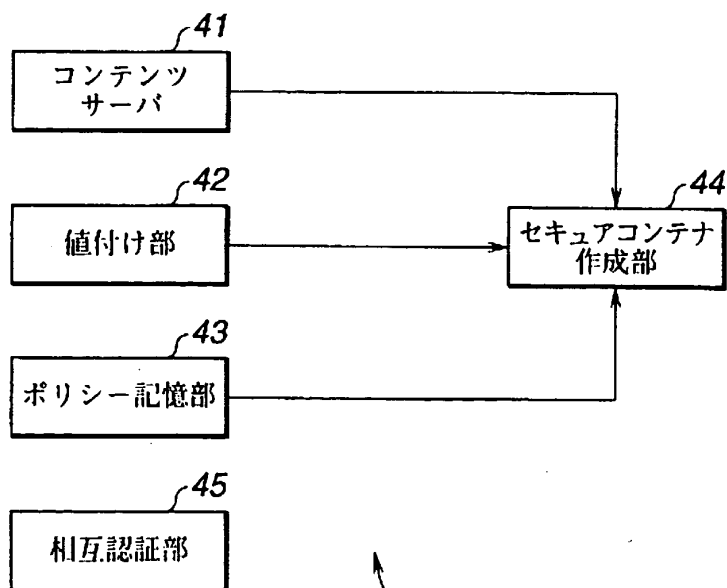 41
コンテンツ
サーバ
42
値付け部
44
セキュアコンテナ
作成部
43
ポリシー記憶部
45
相互認証部